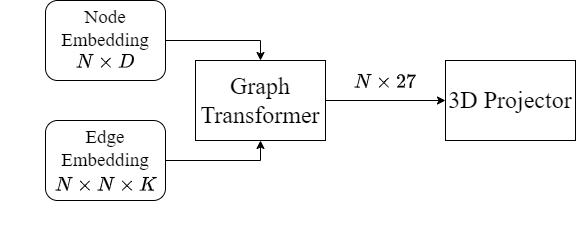 Node
Embedding
N × D
Graph
Transformer
N × 27
3D Projector
Edge
Embedding
N × N × K